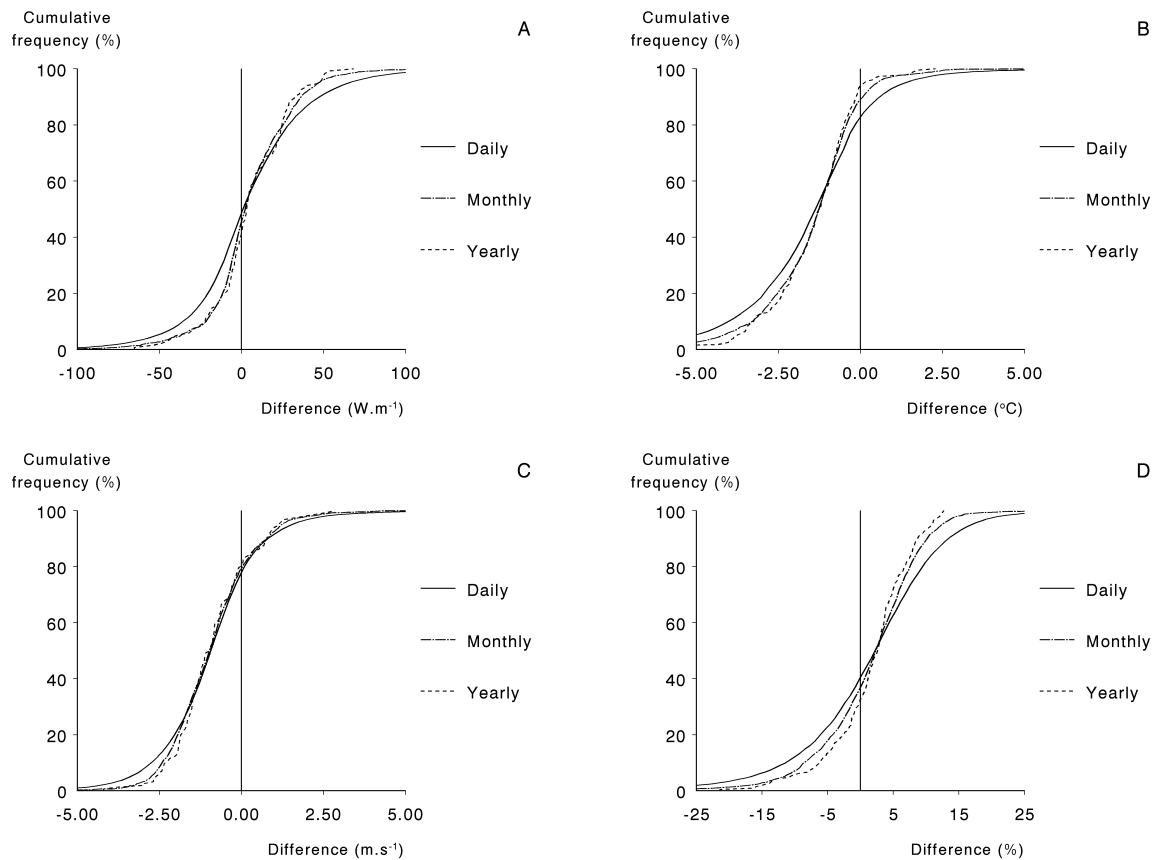 Cumulative
frequency (%)
A
100
80
60
40
20
0
-100 -50 0 50 100
Difference (W.m-1)
Daily
Monthly
Yearly
Cumulative
frequency (%)
B
100
80
60
40
20
0
-5.00 -2.50 0.00 2.50 5.00
Difference (°C)
Daily
Monthly
Yearly
Cumulative
frequency (%)
C
100
80
60
40
20
0
-5.00 -2.50 0.00 2.50 5.00
Difference (m.s-1)
Daily
Monthly
Yearly
Cumulative
frequency (%)
D
100
80
60
40
20
0
-25 -15 -5 5 15 25
Difference (%)
Daily
Monthly
Yearly